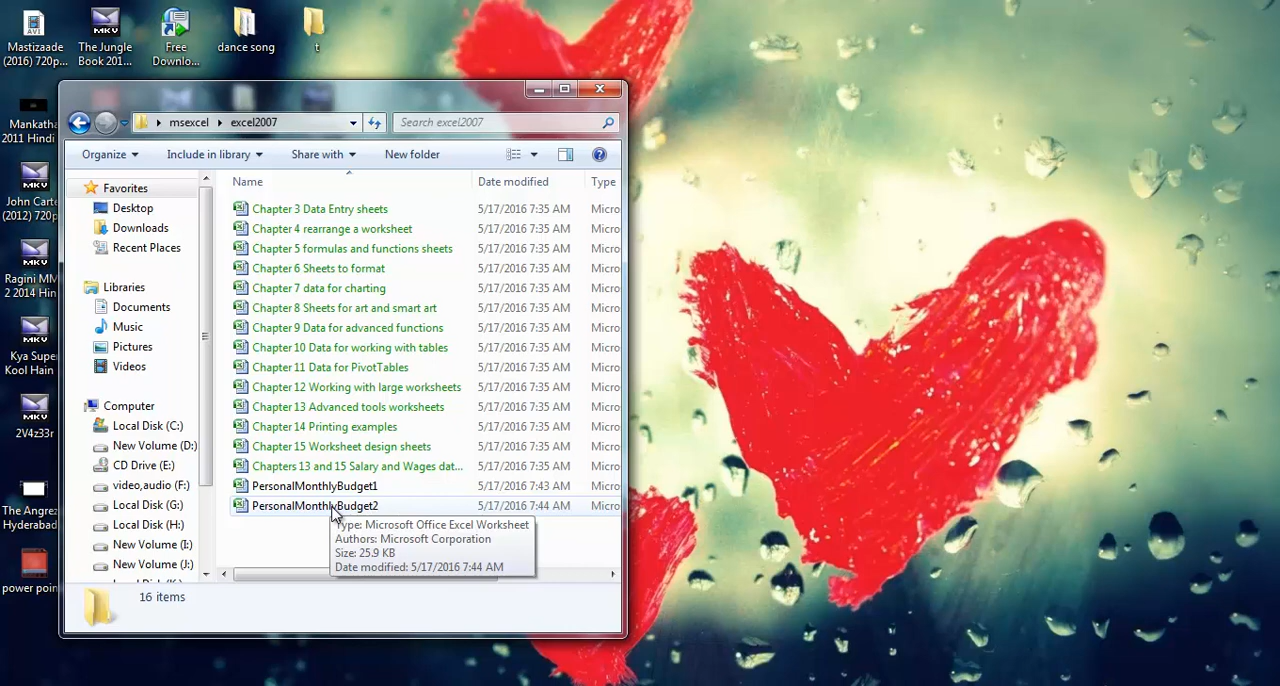 Mastizaade
(2016) 720p...
The Jungle
Book 201...
Free
Downlo...
dance song
t
Mankatha
2011 Hindi
John Carte
(2012) 720p
Ragini MM
2 2014 Hin
Kya Supe
Kool Hain
2V4z33r
The Angrez
Hyderabad
power poin
AVI
MKV
MKV
MKV
MKV
MKV
msexcel
excel2007
Search excel2007
Organize
Include in library
Share with
New folder
Favorites
Desktop
Downloads
Recent Places
Libraries
Documents
Music
Pictures
Videos
Computer
Local Disk (C:)
New Volume (D:)
CD Drive (E:)
video,audio (F:)
Local Disk (G:)
Local Disk (H:)
New Volume (I:)
New Volume (J:)
Name Date modified Type
Chapter 3 Data Entry sheets 5/17/2016 7:35 AM Micro
Chapter 4 rearrange a worksheet 5/17/2016 7:35 AM Micro
Chapter 5 formulas and functions sheets 5/17/2016 7:35 AM Micro
Chapter 6 Sheets to format 5/17/2016 7:35 AM Micro
Chapter 7 data for charting 5/17/2016 7:35 AM Micro
Chapter 8 Sheets for art and smart art 5/17/2016 7:35 AM Micro
Chapter 9 Data for advanced functions 5/17/2016 7:35 AM Micro
Chapter 10 Data for working with tables 5/17/2016 7:35 AM Micro
Chapter 11 Data for PivotTables 5/17/2016 7:35 AM Micro
Chapter 12 Working with large worksheets 5/17/2016 7:35 AM Micro
Chapter 13 Advanced tools worksheets 5/17/2016 7:35 AM Micro
Chapter 14 Printing examples 5/17/2016 7:35 AM Micro
Chapter 15 Worksheet design sheets 5/17/2016 7:35 AM Micro
Chapters 13 and 15 Salary and Wages dat... 5/17/2016 7:35 AM Micro
PersonalMonthlyBudget1 5/17/2016 7:43 AM Micro
PersonalMonthlyBudget2 5/17/2016 7:44 AM Micro
Type: Microsoft Office Excel Worksheet
Authors: Microsoft Corporation
Size: 25.9 KB
Date modified: 5/17/2016 7:44 AM
16 items